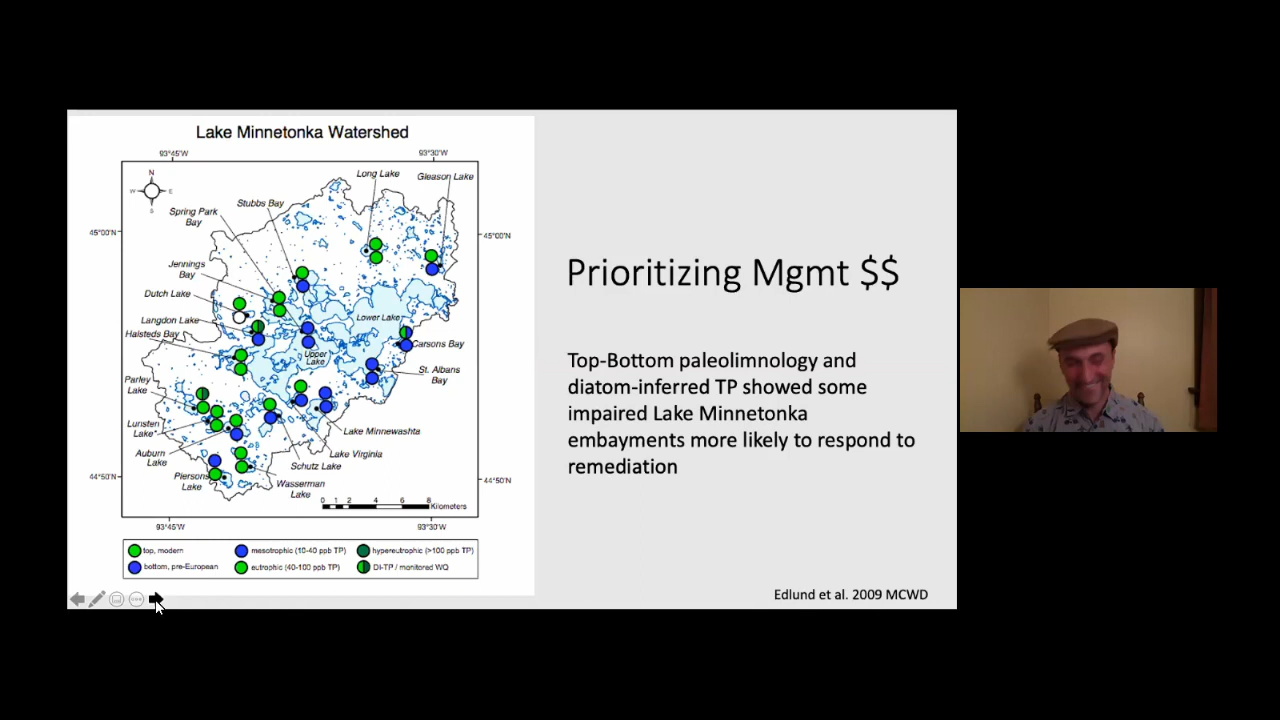 Lake Minnetonka Watershed
93°45'W
93°30'W
N
W
E
S
Long Lake
Gleason Lake
Stubbs Bay
Spring Park
Bay
45°00'N
45°00'N
Jennings
Bay
Dutch Lake
Langdon Lake
Halsteds Bay
Lower Lake
Carsons Bay
Upper
Lake
St. Albans
Bay
Parley
Lake
Lunsten
Lake*
Auburn
Lake
Lake Minnewashta
Lake Virginia
Schutz Lake
Piersons
Lake
Wasserman
Lake
44°50'N
44°50'N
0 1 2 4 6 8
Kilometers
93°45'W
93°30'W
top, modern
mesotrophic (10-40 ppb TP)
hypereutrophic (>100 ppb TP)
bottom, pre-European
eutrophic (40-100 ppb TP)
DI-TP / monitored WQ
Prioritizing Mgmt $$
Top-Bottom paleolimnology and
diatom-inferred TP showed some
impaired Lake Minnetonka
embayments more likely to respond to
remediation
Edlund et al. 2009 MCWD